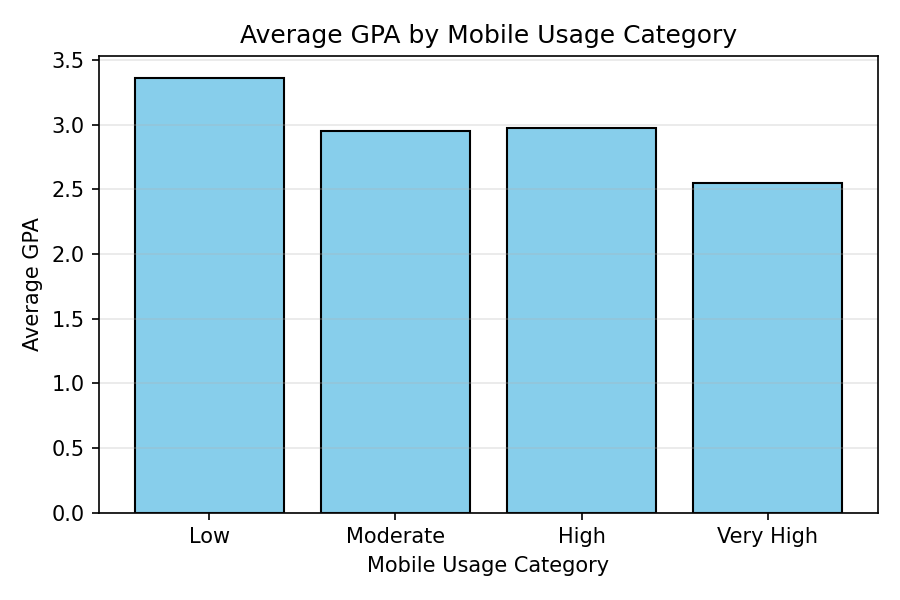 Average GPA by Mobile Usage Category
Average GPA
3.5
3.0
2.5
2.0
1.5
1.0
0.5
0.0
Low Moderate High Very High
Mobile Usage Category